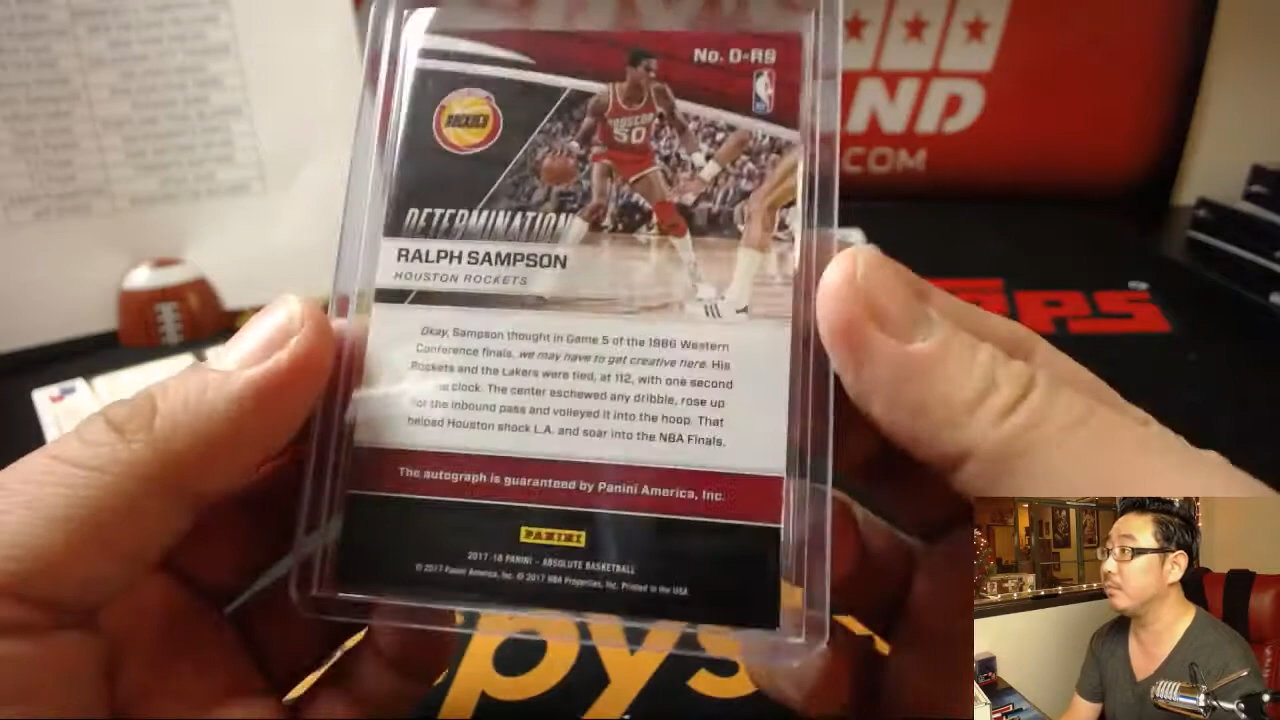 No. D-RS
ROCKETS
HOUSTON
50
DETERMINATION
RALPH SAMPSON
HOUSTON ROCKETS
Okay, Sampson thought in Game 5 of the 1986 Western
Conference finals, we may have to get creative here. His
Rockets and the Lakers were tied, at 112, with one second
clock. The center eschewed any dribble, rose up
the inbound pass and volleyed it into the hoop. That
helped Houston shock L.A. and soar into the NBA Finals.
The autograph is guaranteed by Panini America, Inc.
PANINI
2017-18 PANINI - ABSOLUTE BASKETBALL
© 2017 Panini America, Inc. © 2017 NBA Properties, Inc. Printed in the USA
AND
.COM
PPS
pys